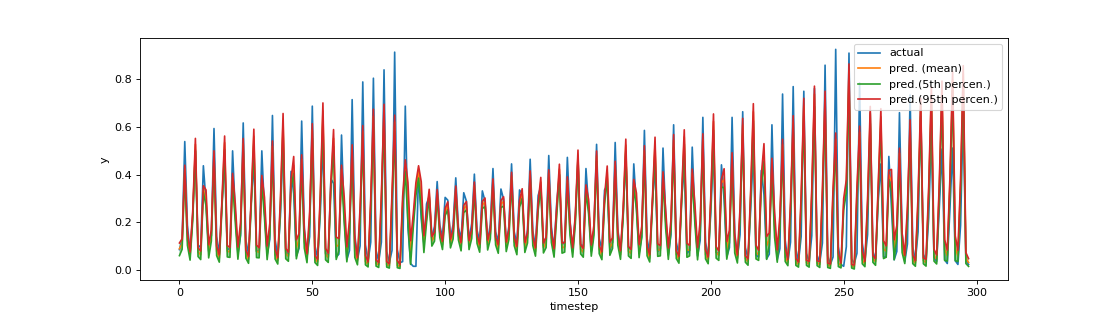 actual
pred. (mean)
pred.(5th percen.)
pred.(95th percen.)
y
0.8
0.6
0.4
0.2
0.0
0 50 100 150 200 250 300
timestep